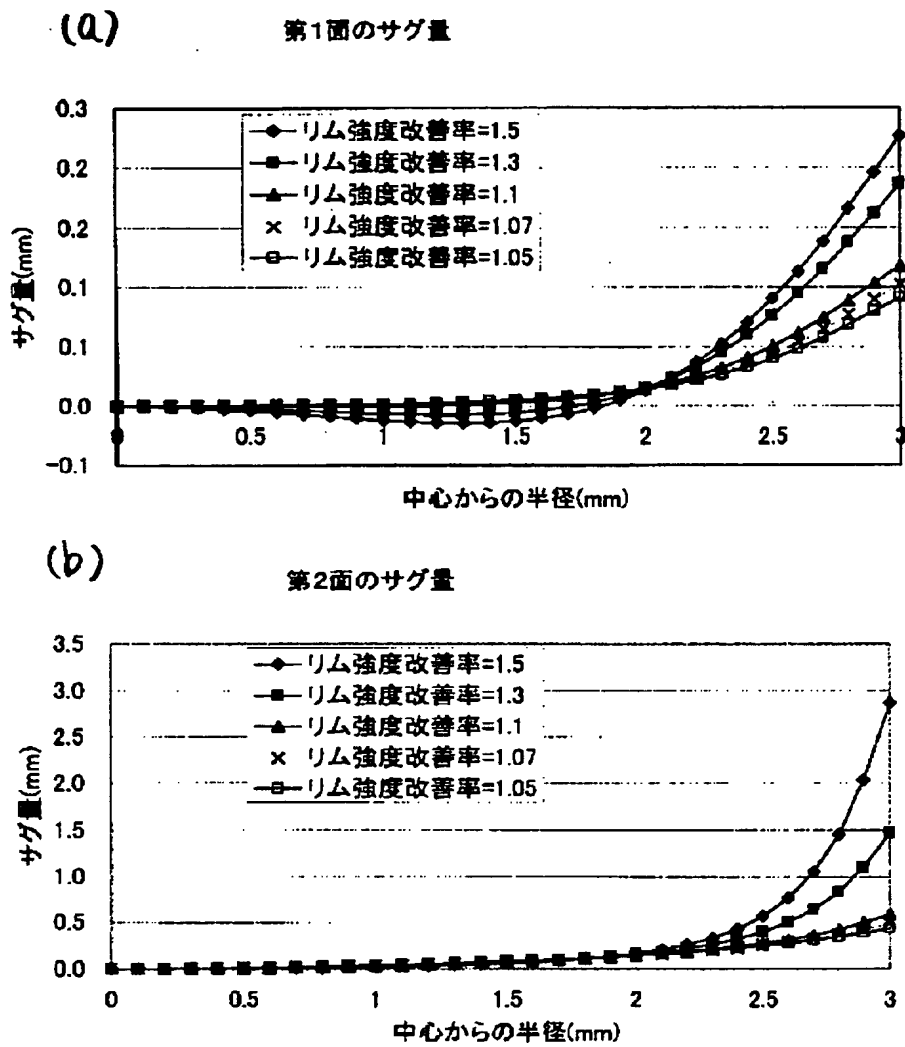 (a)
第1面のサグ量
0.3
0.2
0.2
0.1
0.1
0.0
-0.1
サグ量(mm)
リム強度改善率=1.5
リム強度改善率=1.3
リム強度改善率=1.1
リム強度改善率=1.07
リム強度改善率=1.05
0.5 1 1.5 2 2.5 3
中心からの半径(mm)
(b)
第2面のサグ量
3.5
3.0
2.5
2.0
1.5
1.0
0.5
0.0
サグ量(mm)
リム強度改善率=1.5
リム強度改善率=1.3
リム強度改善率=1.1
リム強度改善率=1.07
リム強度改善率=1.05
0 0.5 1 1.5 2 2.5 3
中心からの半径(mm)